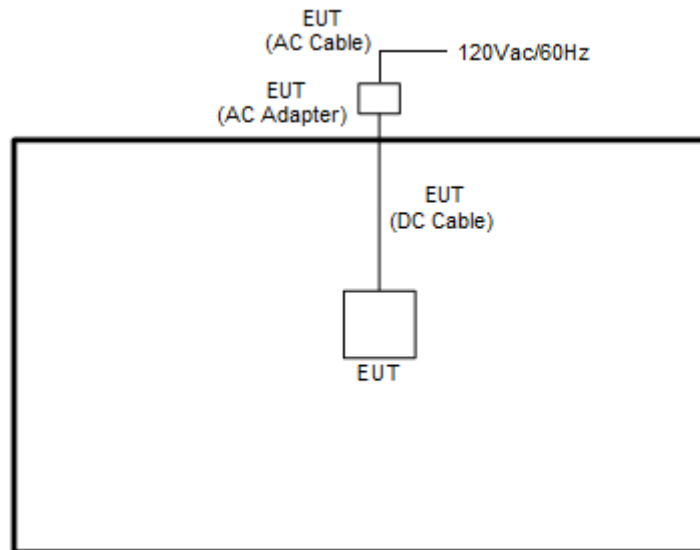 EUT
(AC Cable)
120Vac/60Hz
EUT
(AC Adapter)
EUT
(DC Cable)
EUT